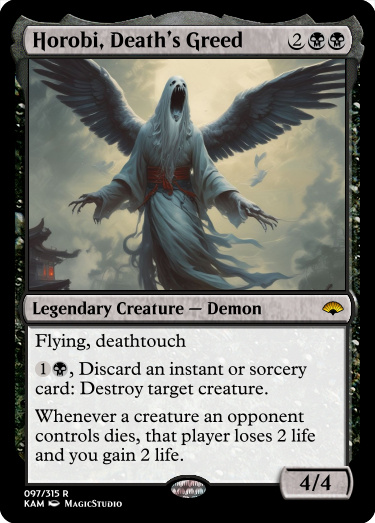 Horobi, Death's Greed 2
Legendary Creature — Demon
Flying, deathtouch
1, Discard an instant or sorcery
card: Destroy target creature.
Whenever a creature an opponent
controls dies, that player loses 2 life
and you gain 2 life.
4/4
097/315 R
KAM MagicStudio